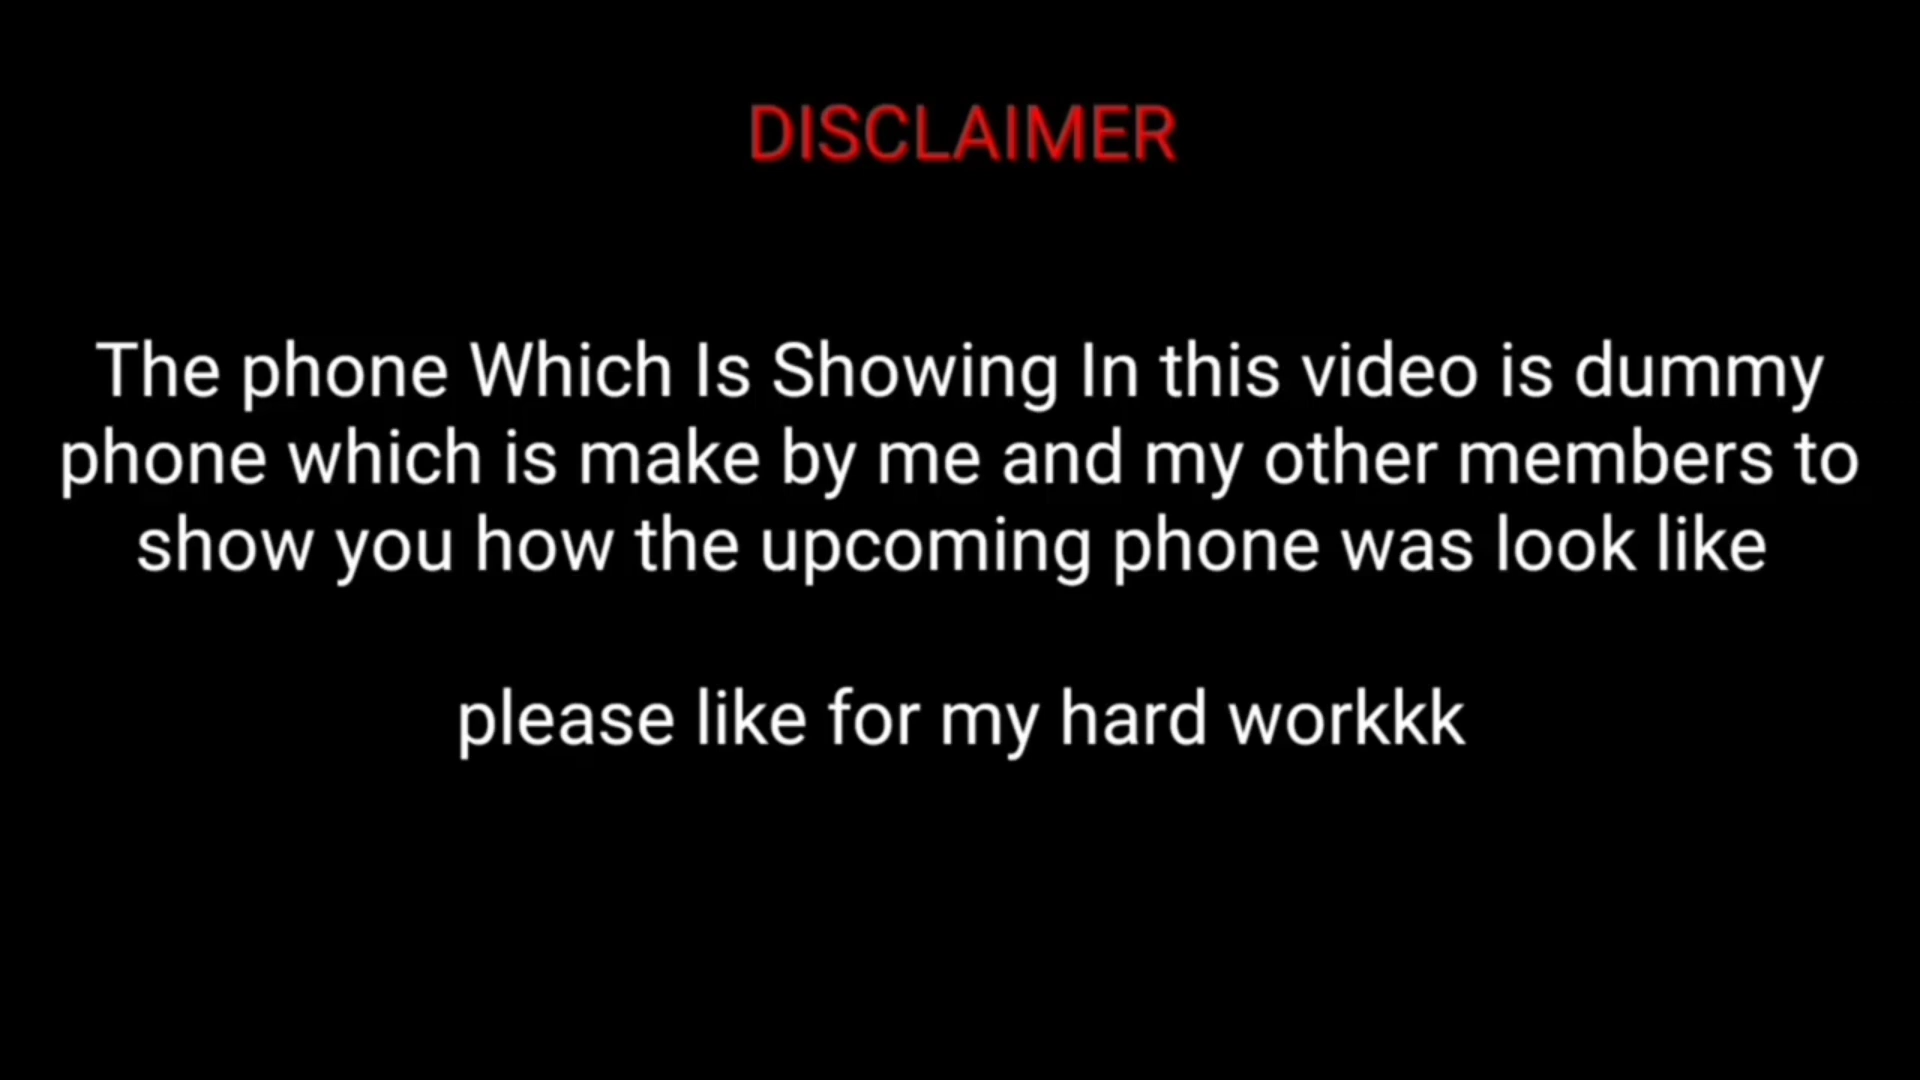 DISCLAIMER
The phone Which Is Showing In this video is dummy
phone which is make by me and my other members to
show you how the upcoming phone was look like
please like for my hard workkk